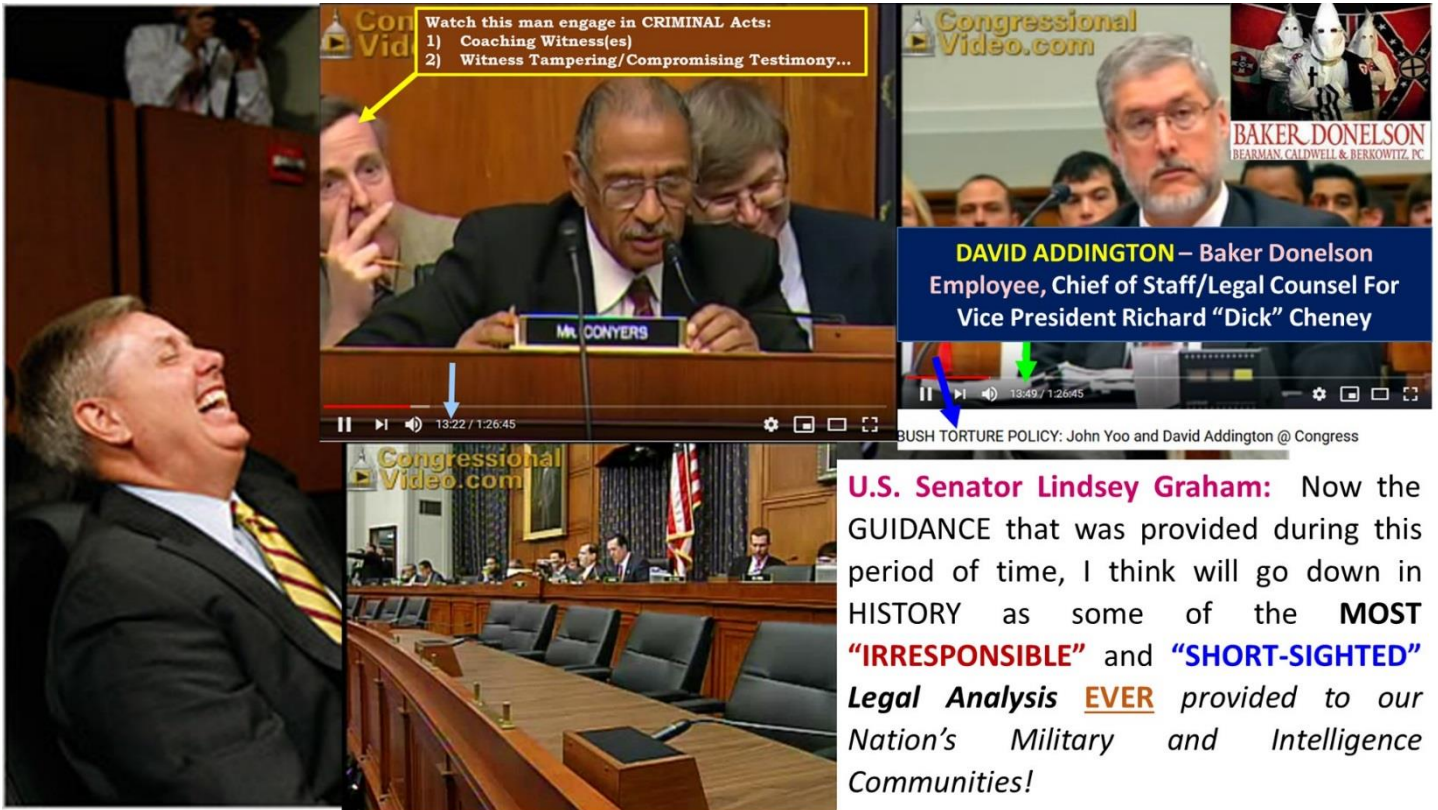 Congressional
Video.com
Watch this man engage in CRIMINAL Acts:
1) Coaching Witness(es)
2) Witness Tampering/Compromising Testimony...
MR. CONYERS
13:22 / 1:26:45
Congressional
Video.com
BAKER DONELSON
BEARMAN, CALDWELL & BERKOWITZ, PC
DAVID ADDINGTON – Baker Donelson
Employee, Chief of Staff/Legal Counsel For
Vice President Richard “Dick” Cheney
13:49 / 1:26:45
BUSH TORTURE POLICY: John Yoo and David Addington @ Congress
Congressional
Video.com
U.S. Senator Lindsey Graham: Now the
GUIDANCE that was provided during this
period of time, I think will go down in
HISTORY as some of the MOST
“IRRESPONSIBLE” and “SHORT-SIGHTED”
Legal Analysis EVER provided to our
Nation’s Military and Intelligence
Communities!